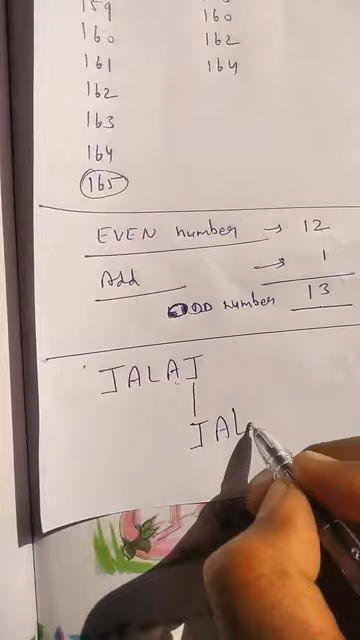 159
160 160
161 162
162 164
163
164
165
EVEN number → 12
Add → 1
ODD number 13
JALAJ
JAL